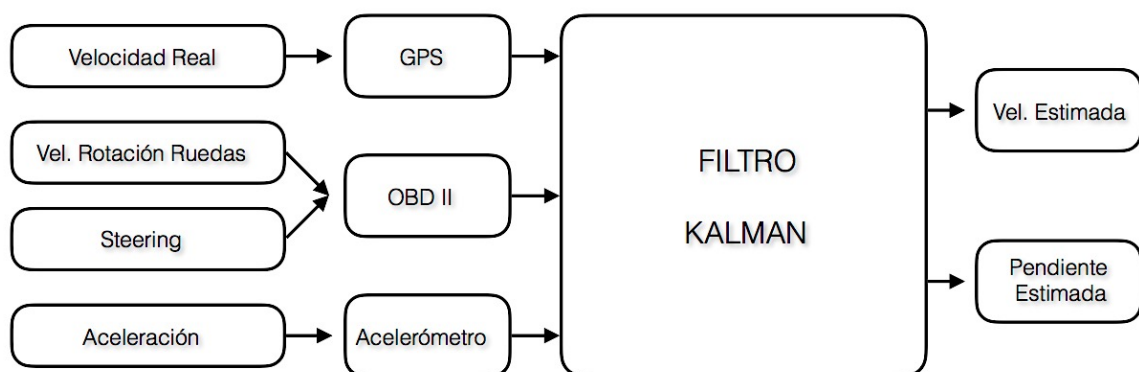 Velocidad Real
GPS
Vel. Rotación Ruedas
OBD II
Steering
Aceleración
Acelerómetro
FILTRO
KALMAN
Vel. Estimada
Pendiente
Estimada